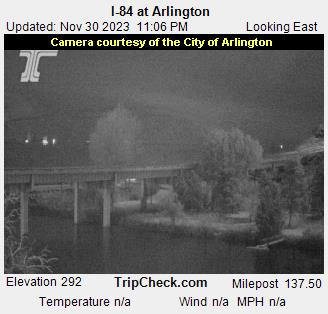 I-84 at Arlington
Updated: Nov 30 2023 11:06 PM Looking East
Camera courtesy of the City of Arlington
Elevation 292 TripCheck.com Milepost 137.50
Temperature n/a Wind n/a MPH n/a